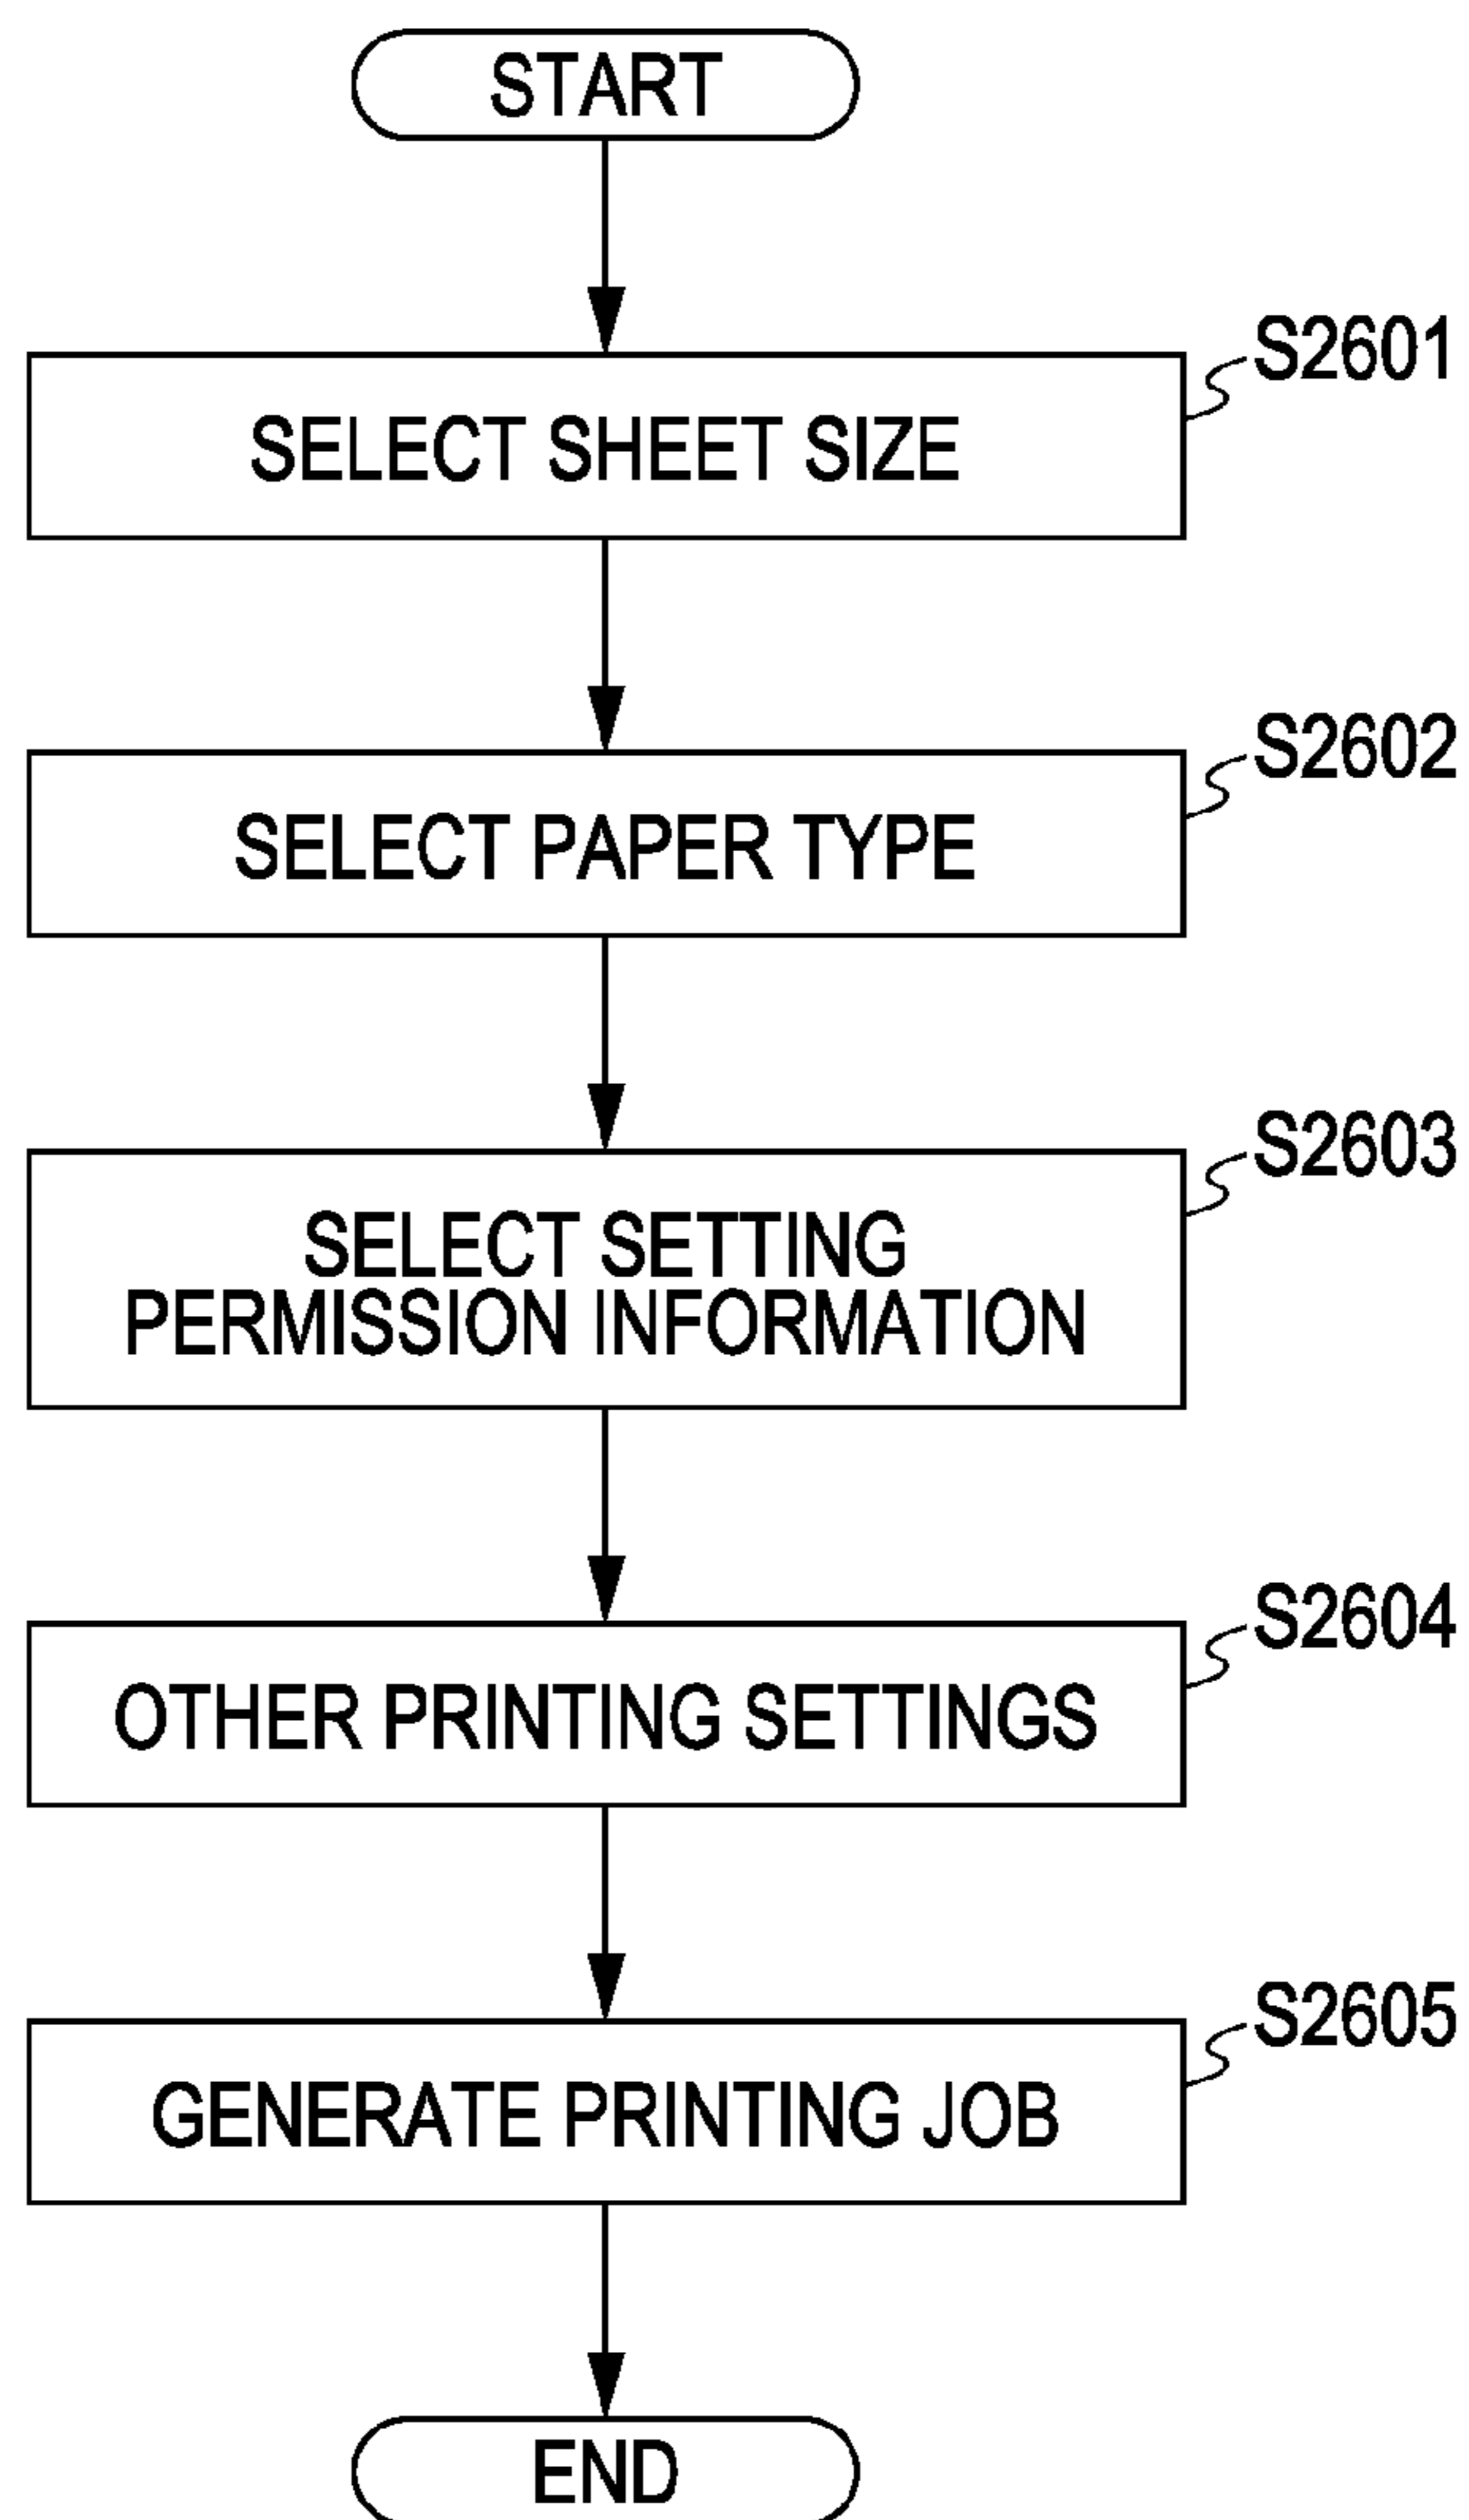 START
S2601
SELECT SHEET SIZE
S2602
SELECT PAPER TYPE
S2603
SELECT SETTING
PERMISSION INFORMATION
S2604
OTHER PRINTING SETTINGS
S2605
GENERATE PRINTING JOB
END